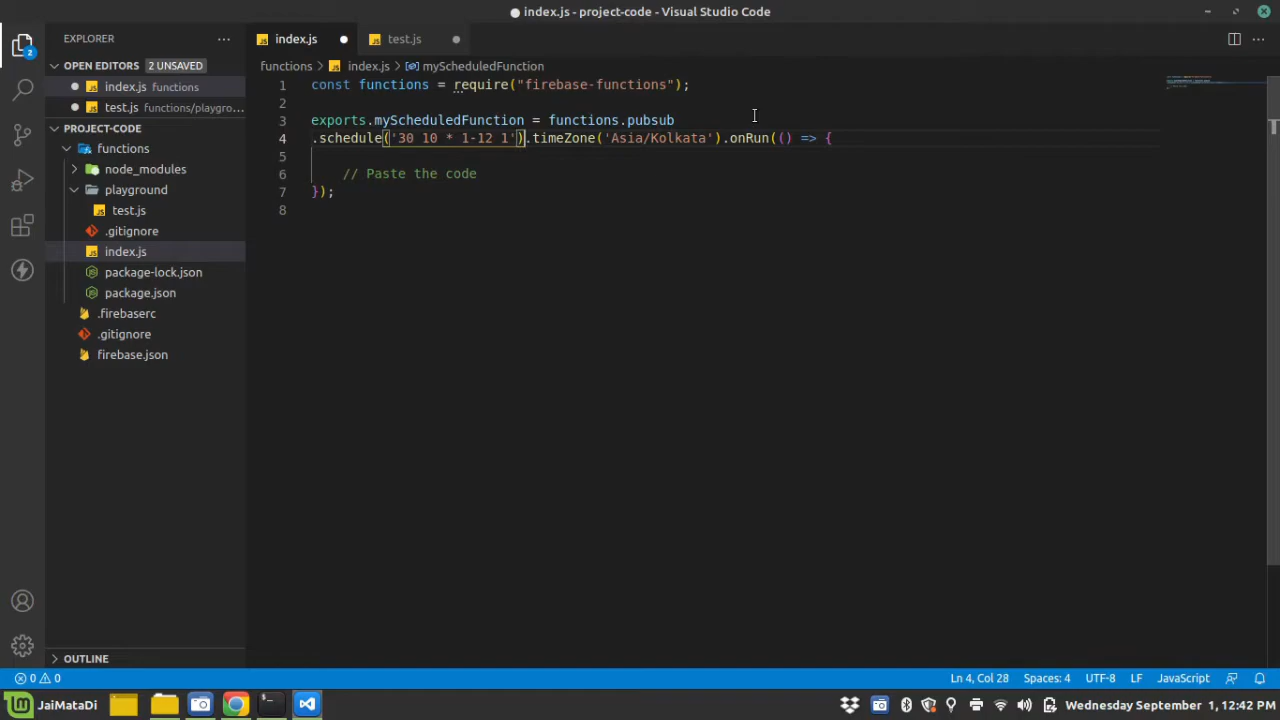 index.js - project-code - Visual Studio Code
EXPLORER
index.js
test.js
OPEN EDITORS 2 UNSAVED
Functions > index.js > myScheduledFunction
2
index.js functions
test.js functions/playgro...
PROJECT-CODE
functions
node_modules
playground
test.js
.gitignore
index.js
package-lock.json
package.json
.firebaserc
.gitignore
firebase.json
OUTLINE
1 const functions = require("firebase-functions");
2
3 exports.myScheduledFunction = functions.pubsub
4 .schedule('30 10 * 1-12 1').timeZone('Asia/Kolkata').onRun(() => {
5
6 // Paste the code
7 });
8
0 0
Ln 4, Col 28 Spaces: 4 UTF-8 LF JavaScript
JaiMataDi
Wednesday September 1, 12:42 PM